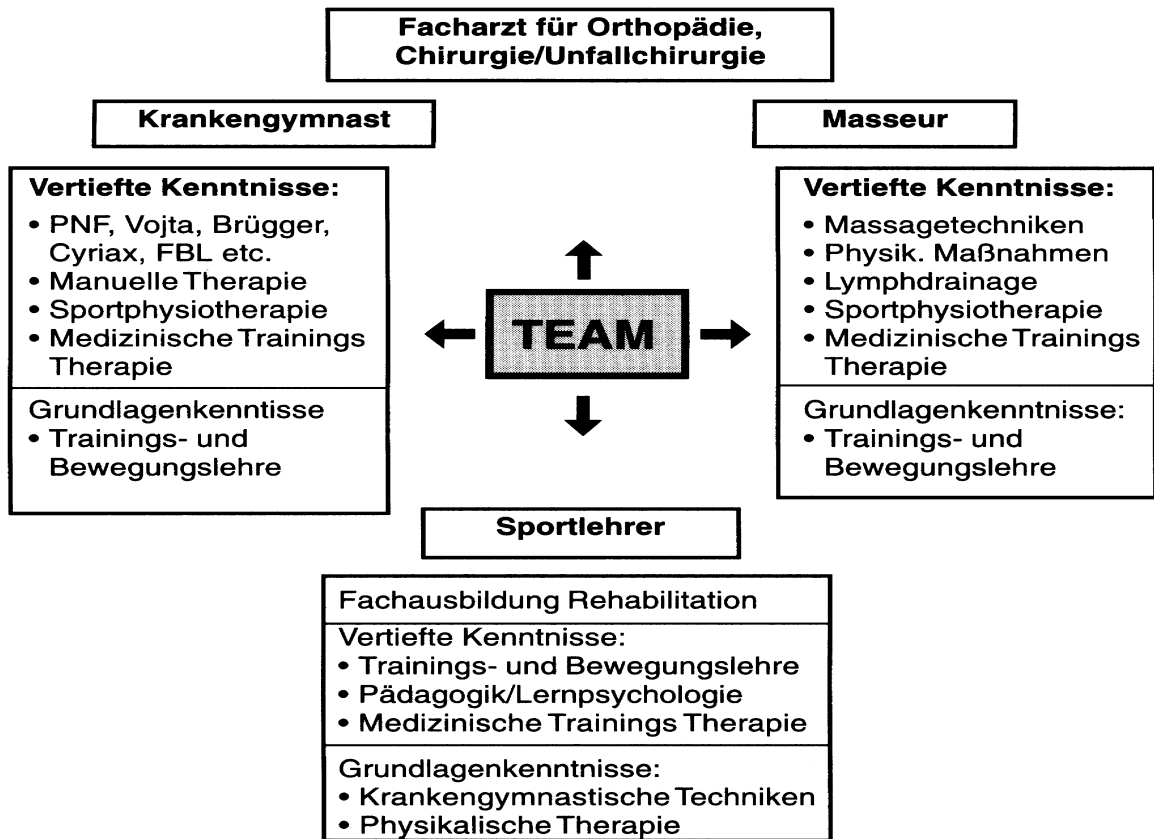 Facharzt für Orthopädie,
Chirurgie/Unfallchirurgie
Krankengymnast
Vertiefte Kenntnisse:
• PNF, Vojta, Brügger,
Cyriax, FBL etc.
• Manuelle Therapie
• Sportphysiotherapie
• Medizinische Trainings
Therapie
Grundlagenkenntisse
• Trainings- und
Bewegungslehre
TEAM
Masseur
Vertiefte Kenntnisse:
• Massagetechniken
• Physik. Maßnahmen
• Lymphdrainage
• Sportphysiotherapie
• Medizinische Trainings
Therapie
Grundlagenkenntnisse:
• Trainings- und
Bewegungslehre
Sportlehrer
Fachausbildung Rehabilitation
Vertiefte Kenntnisse:
• Trainings- und Bewegungslehre
• Pädagogik/Lernpsychologie
• Medizinische Trainings Therapie
Grundlagenkenntnisse:
• Krankengymnastische Techniken
• Physikalische Therapie